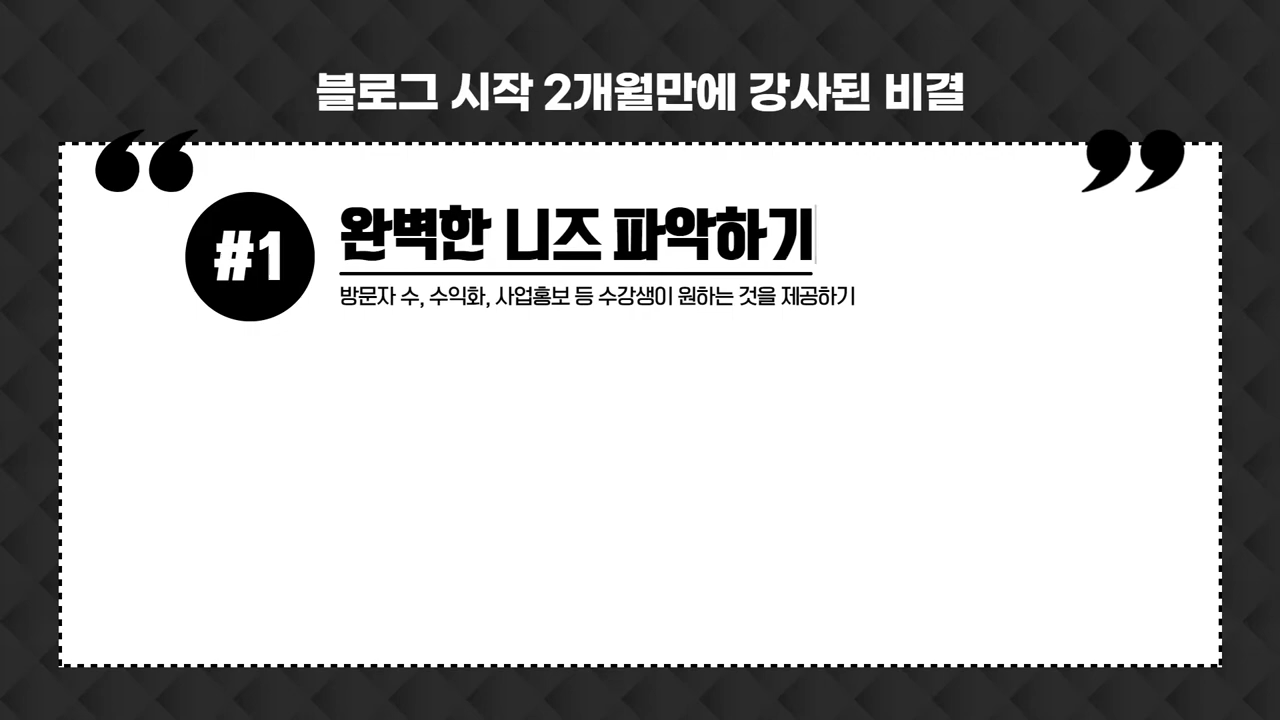 블로그 시작 2개월만에 강사된 비결
“ ”
#1
완벽한 니즈 파악하기
방문자 수, 수익화, 사업홍보 등 수강생이 원하는 것을 제공하기